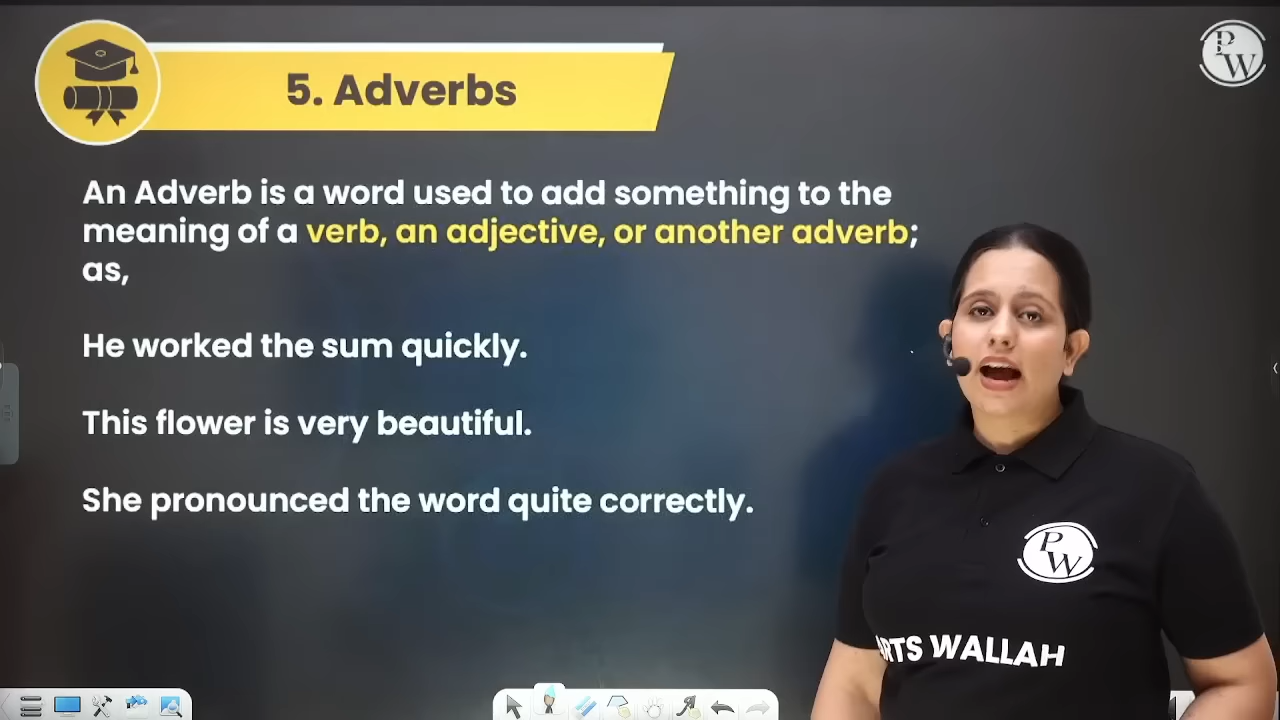 5. Adverbs
PW
An Adverb is a word used to add something to the
meaning of a verb, an adjective, or another adverb;
as,
He worked the sum quickly.
This flower is very beautiful.
She pronounced the word quite correctly.
PW
ARTS WALLAH